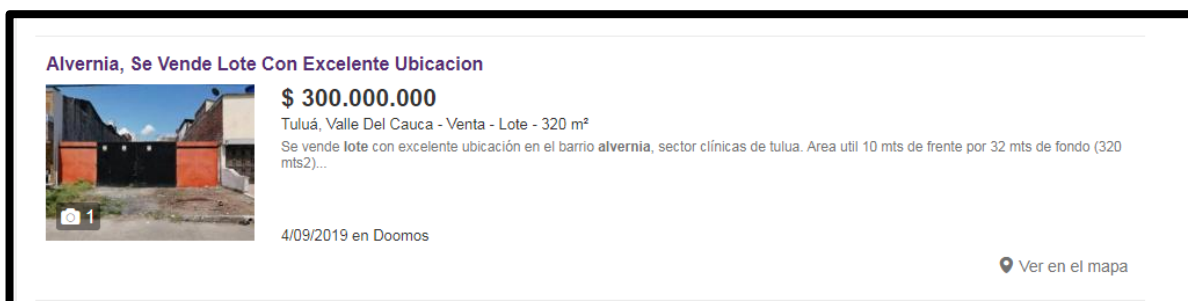 Alvernia, Se Vende Lote Con Excelente Ubicacion
$ 300.000.000
Tuluá, Valle Del Cauca - Venta - Lote - 320 m²
Se vende lote con excelente ubicación en el barrio alvernia, sector clínicas de tulua. Area util 10 mts de frente por 32 mts de fondo (320
mts2)...
1
4/09/2019 en Doomos
Ver en el mapa